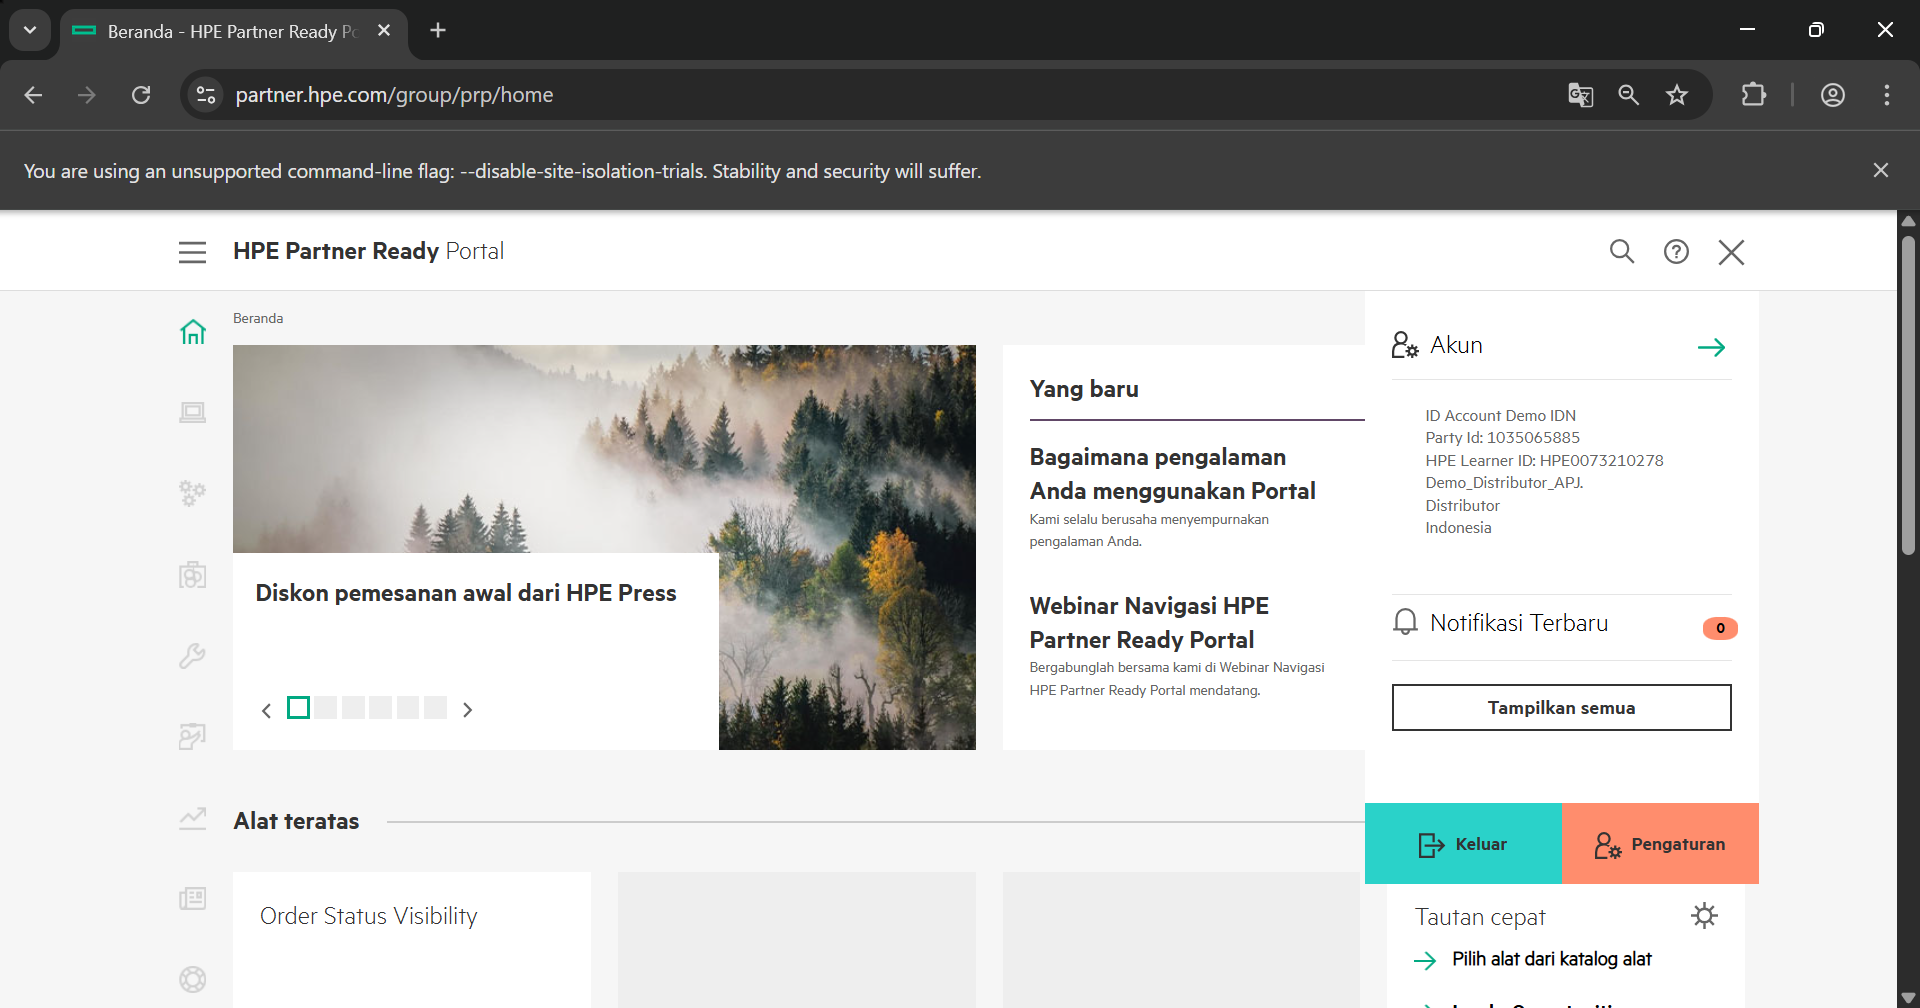 Beranda - HPE Partner Ready Po
partner.hpe.com/group/prp/home
You are using an unsupported command-line flag: --disable-site-isolation-trials. Stability and security will suffer.
HPE Partner Ready Portal
Beranda
Diskon pemesanan awal dari HPE Press
Yang baru
Bagaimana pengalaman
Anda menggunakan Portal
Kami selalu berusaha menyempurnakan
pengalaman Anda.
Webinar Navigasi HPE
Partner Ready Portal
Bergabunglah bersama kami di Webinar Navigasi
HPE Partner Ready Portal mendatang.
Akun
ID Account Demo IDN
Party Id: 1035065885
HPE Learner ID: HPE0073210278
Demo_Distributor_APJ.
Distributor
Indonesia
Notifikasi Terbaru
0
Tampilkan semua
Keluar
Pengaturan
Alat teratas
Order Status Visibility
Tautan cepat
Pilih alat dari katalog alat